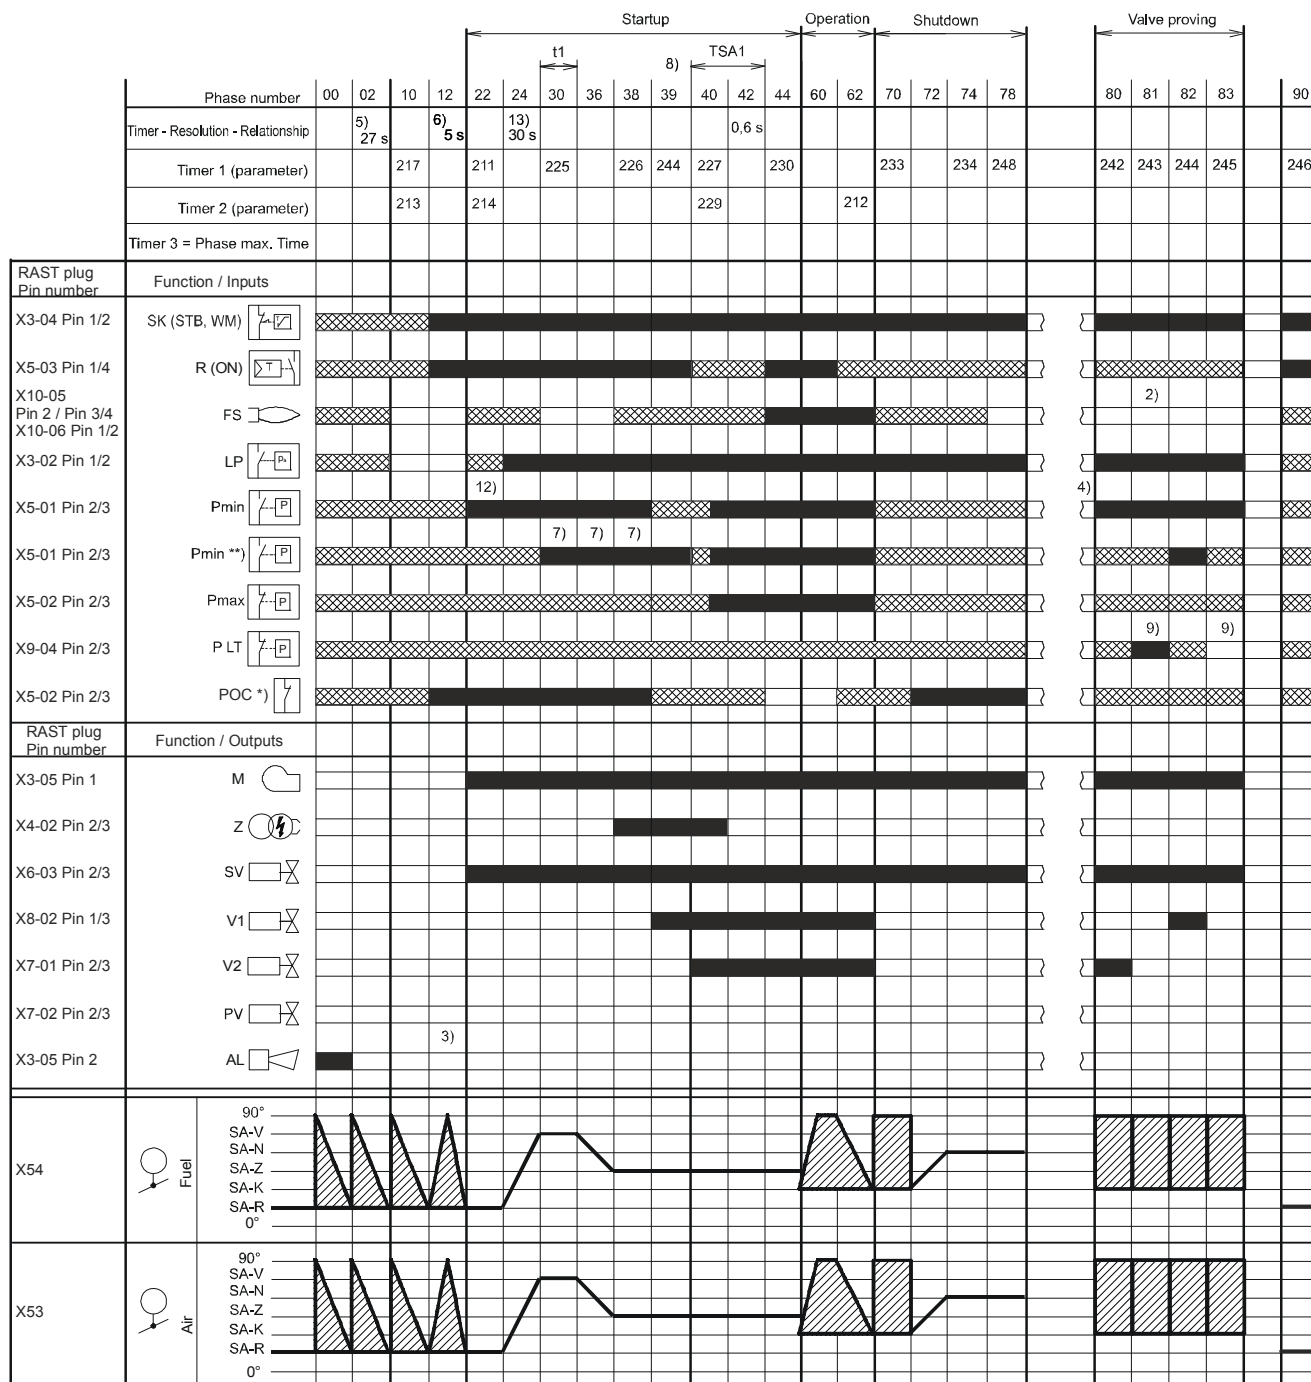 Startup Operation Shutdown Valve proving
t1 8) TSA1
Phase number 00 02 10 12 22 24 30 36 38 39 40 42 44 60 62 70 72 74 78 80 81 82 83 90
Timer - Resolution - Relationship 5) 27 s 6) 5 s 13) 30 s 0,6 s
Timer 1 (parameter) 217 211 225 226 244 227 230 233 234 248 242 243 244 245 246
Timer 2 (parameter) 213 214 229 212
Timer 3 = Phase max. Time
RAST plug
Pin number
Function / Inputs
X3-04 Pin 1/2 SK (STB, WM)
X5-03 Pin 1/4 R (ON) T
X10-05
Pin 2 / Pin 3/4
X10-06 Pin 1/2
FS 2)
X3-02 Pin 1/2 LP Pa
12) 4)
X5-01 Pin 2/3 Pmin P
7) 7) 7)
X5-01 Pin 2/3 Pmin **) P
X5-02 Pin 2/3 Pmax P
9) 9)
X9-04 Pin 2/3 P LT P
X5-02 Pin 2/3 POC *)
RAST plug
Pin number
Function / Outputs
X3-05 Pin 1 M
X4-02 Pin 2/3 Z
X6-03 Pin 2/3 SV
X8-02 Pin 1/3 V1
X7-01 Pin 2/3 V2
X7-02 Pin 2/3 PV
3)
X3-05 Pin 2 AL
X54
Fuel
90°
SA-V
SA-N
SA-Z
SA-K
SA-R
0°
X53
Air
90°
SA-V
SA-N
SA-Z
SA-K
SA-R
0°